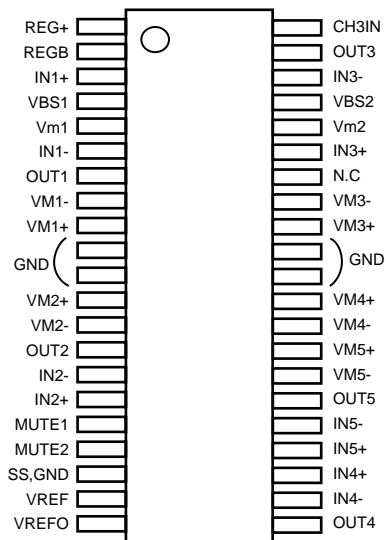 REG+ CH3IN
REGB OUT3
IN1+ IN3-
VBS1 VBS2
Vm1 Vm2
IN1- IN3+
OUT1 N.C
VM1- VM3-
VM1+ VM3+
GND GND
VM2+ VM4+
VM2- VM4-
OUT2 VM5+
IN2- VM5-
IN2+ OUT5
MUTE1 IN5-
MUTE2 IN5+
SS,GND IN4+
VREF IN4-
VREFO OUT4